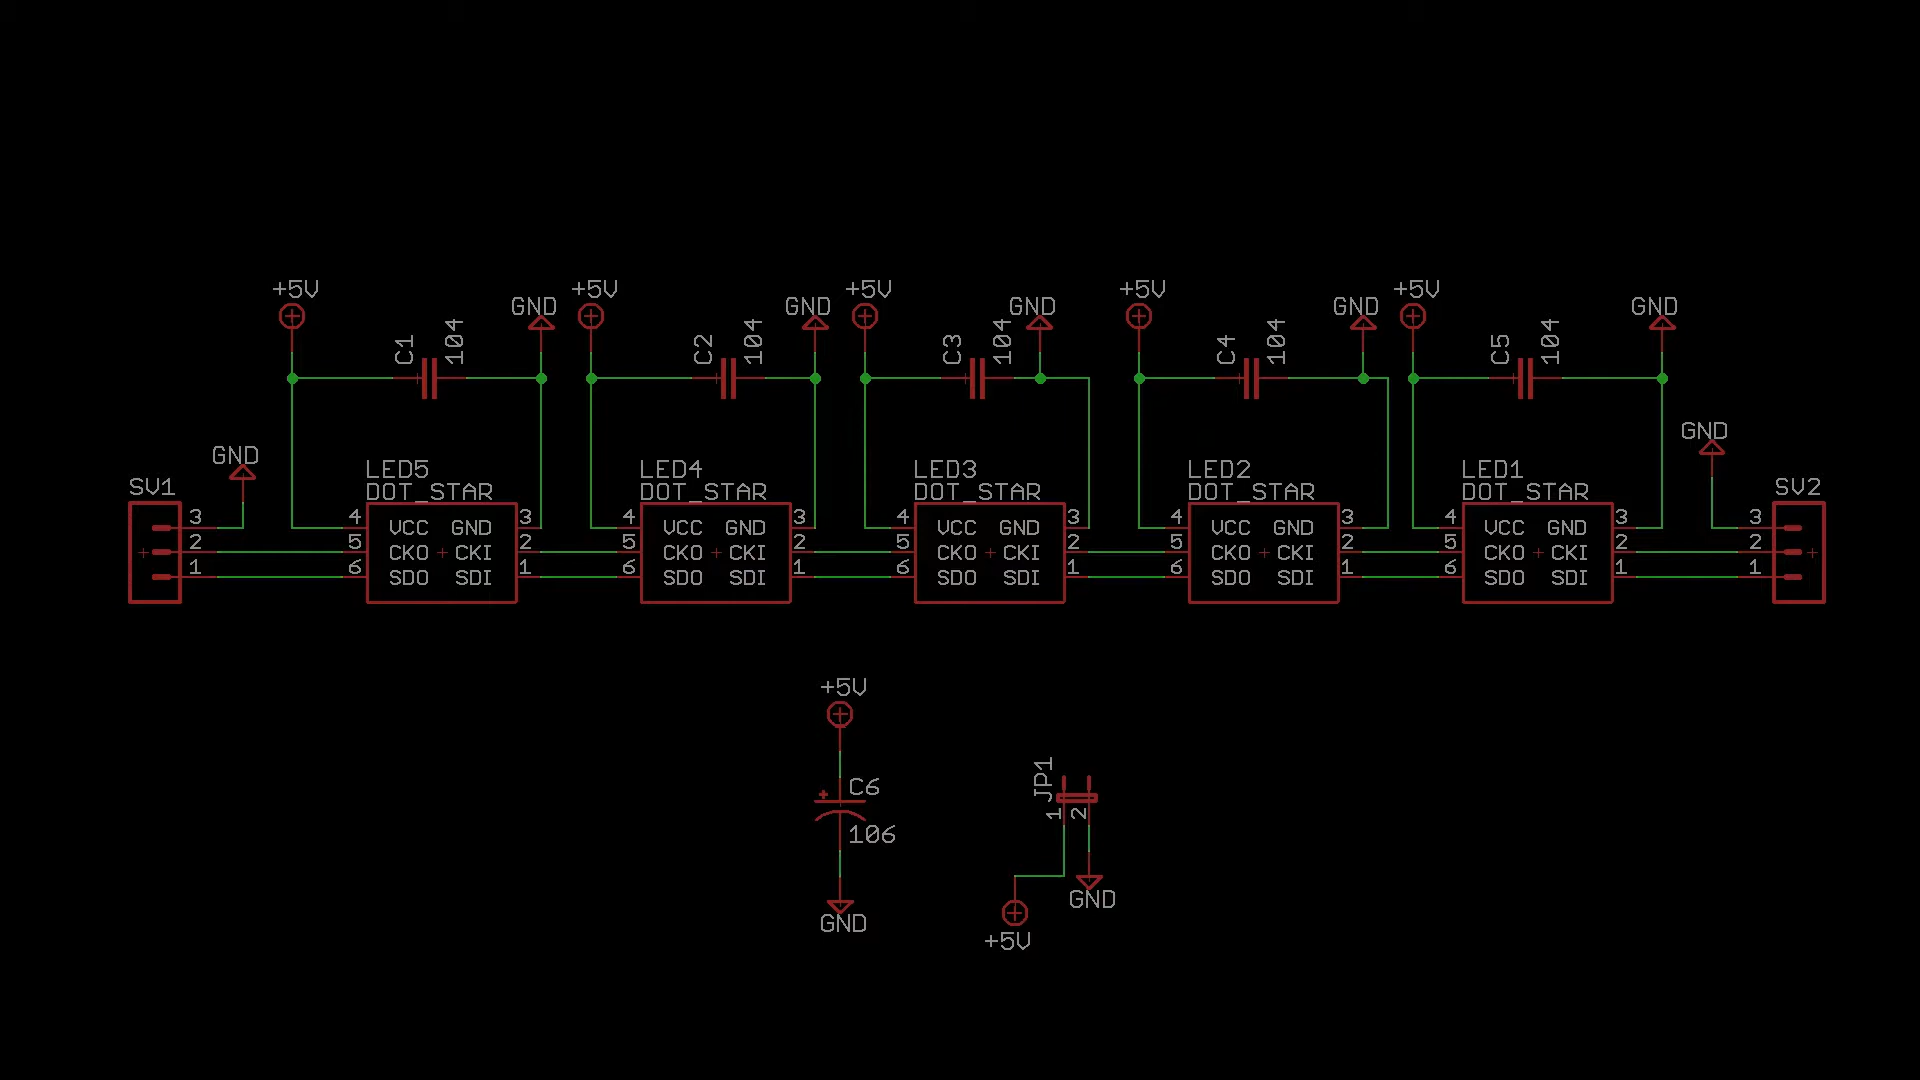 +5V +5V +5V +5V +5V
GND GND GND GND GND
C1 104 C2 104 C3 104 C4 104 C5 104
GND GND
LED5 LED4 LED3 LED2 LED1
SV1 SV2
DOT_STAR DOT_STAR DOT_STAR DOT_STAR DOT_STAR
3 4 3 4 3 4 3 4 3 4 3 3
VCC GND VCC GND VCC GND VCC GND VCC GND
2 5 2 5 2 5 2 5 2 5 2 2
CKO CKI CKO CKI CKO CKI CKO CKI CKO CKI
1 6 1 6 1 6 1 6 1 6 1 1
SDO SDI SDO SDI SDO SDI SDO SDI SDO SDI
+5V
C6
106
GND
JP1
1 2
GND
+5V